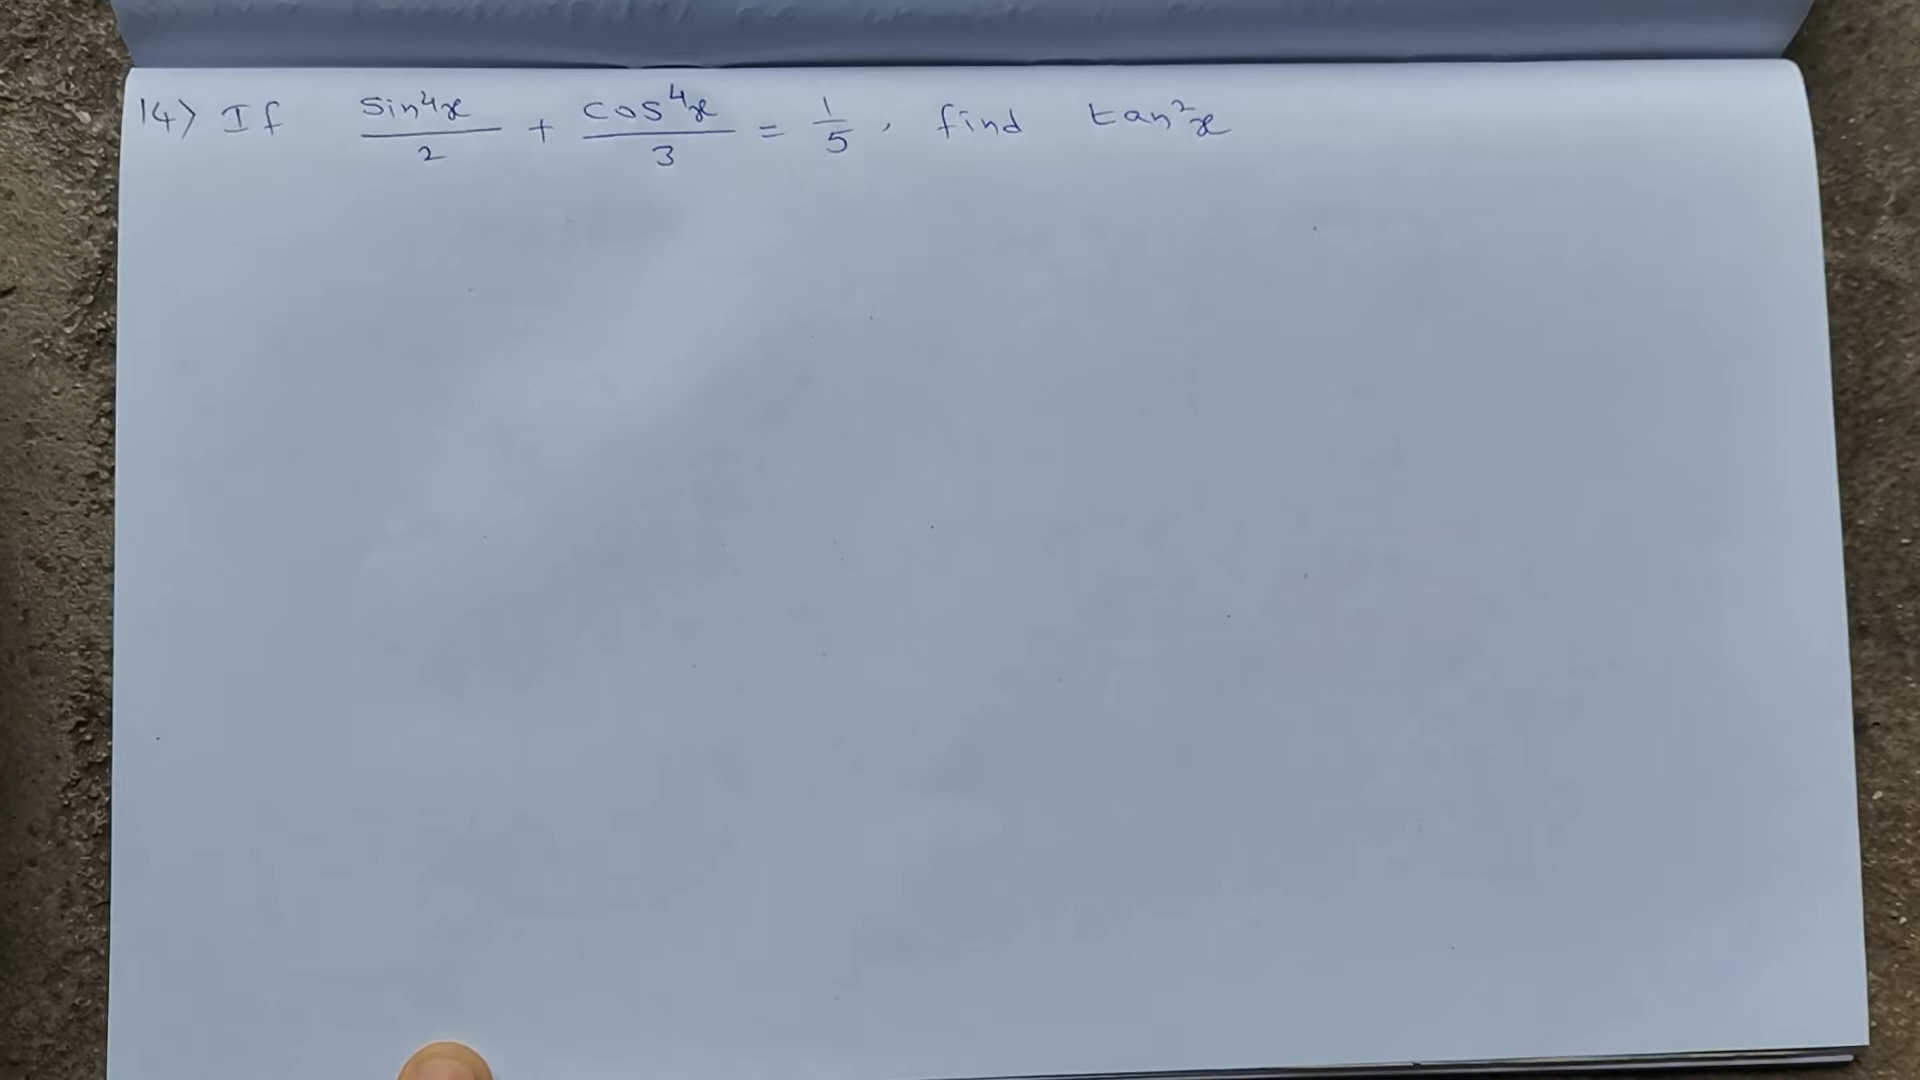 14) If sin⁴x/2 + cos⁴x/3 = 1/5, find tan²x